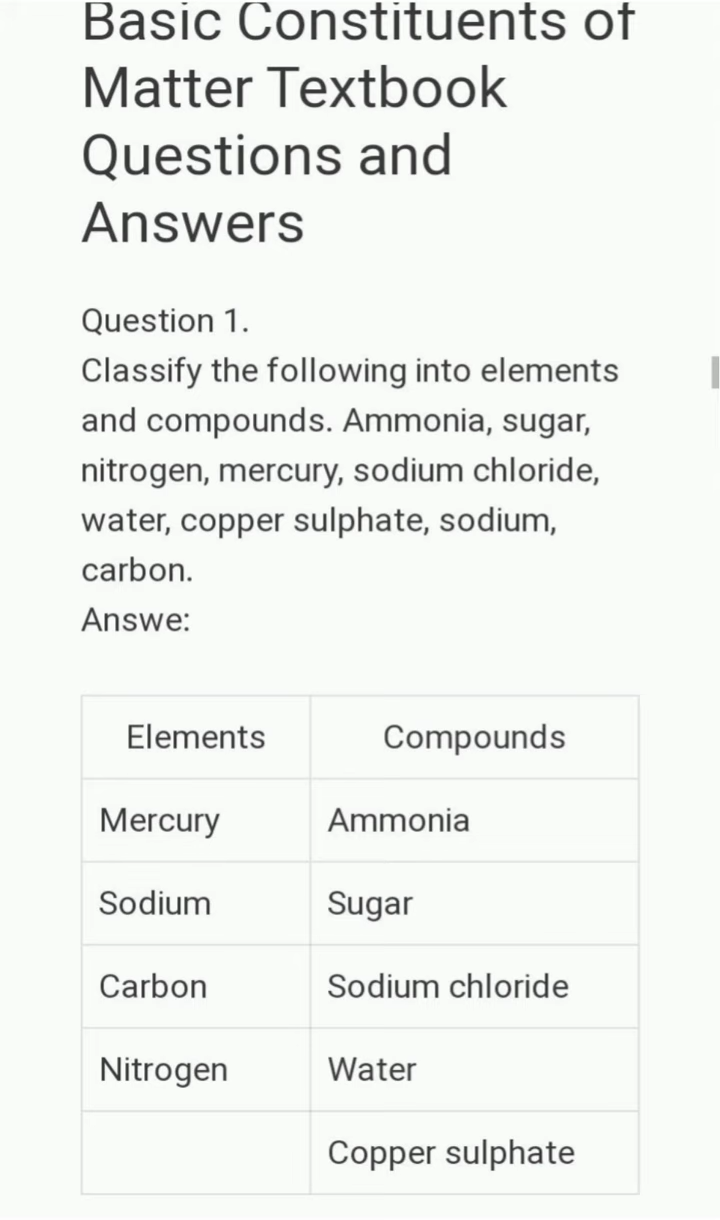 Basic Constituents of
Matter Textbook
Questions and
Answers
Question 1.
Classify the following into elements
and compounds. Ammonia, sugar,
nitrogen, mercury, sodium chloride,
water, copper sulphate, sodium,
carbon.
Answe:
Elements Compounds
Mercury Ammonia
Sodium Sugar
Carbon Sodium chloride
Nitrogen Water
Copper sulphate